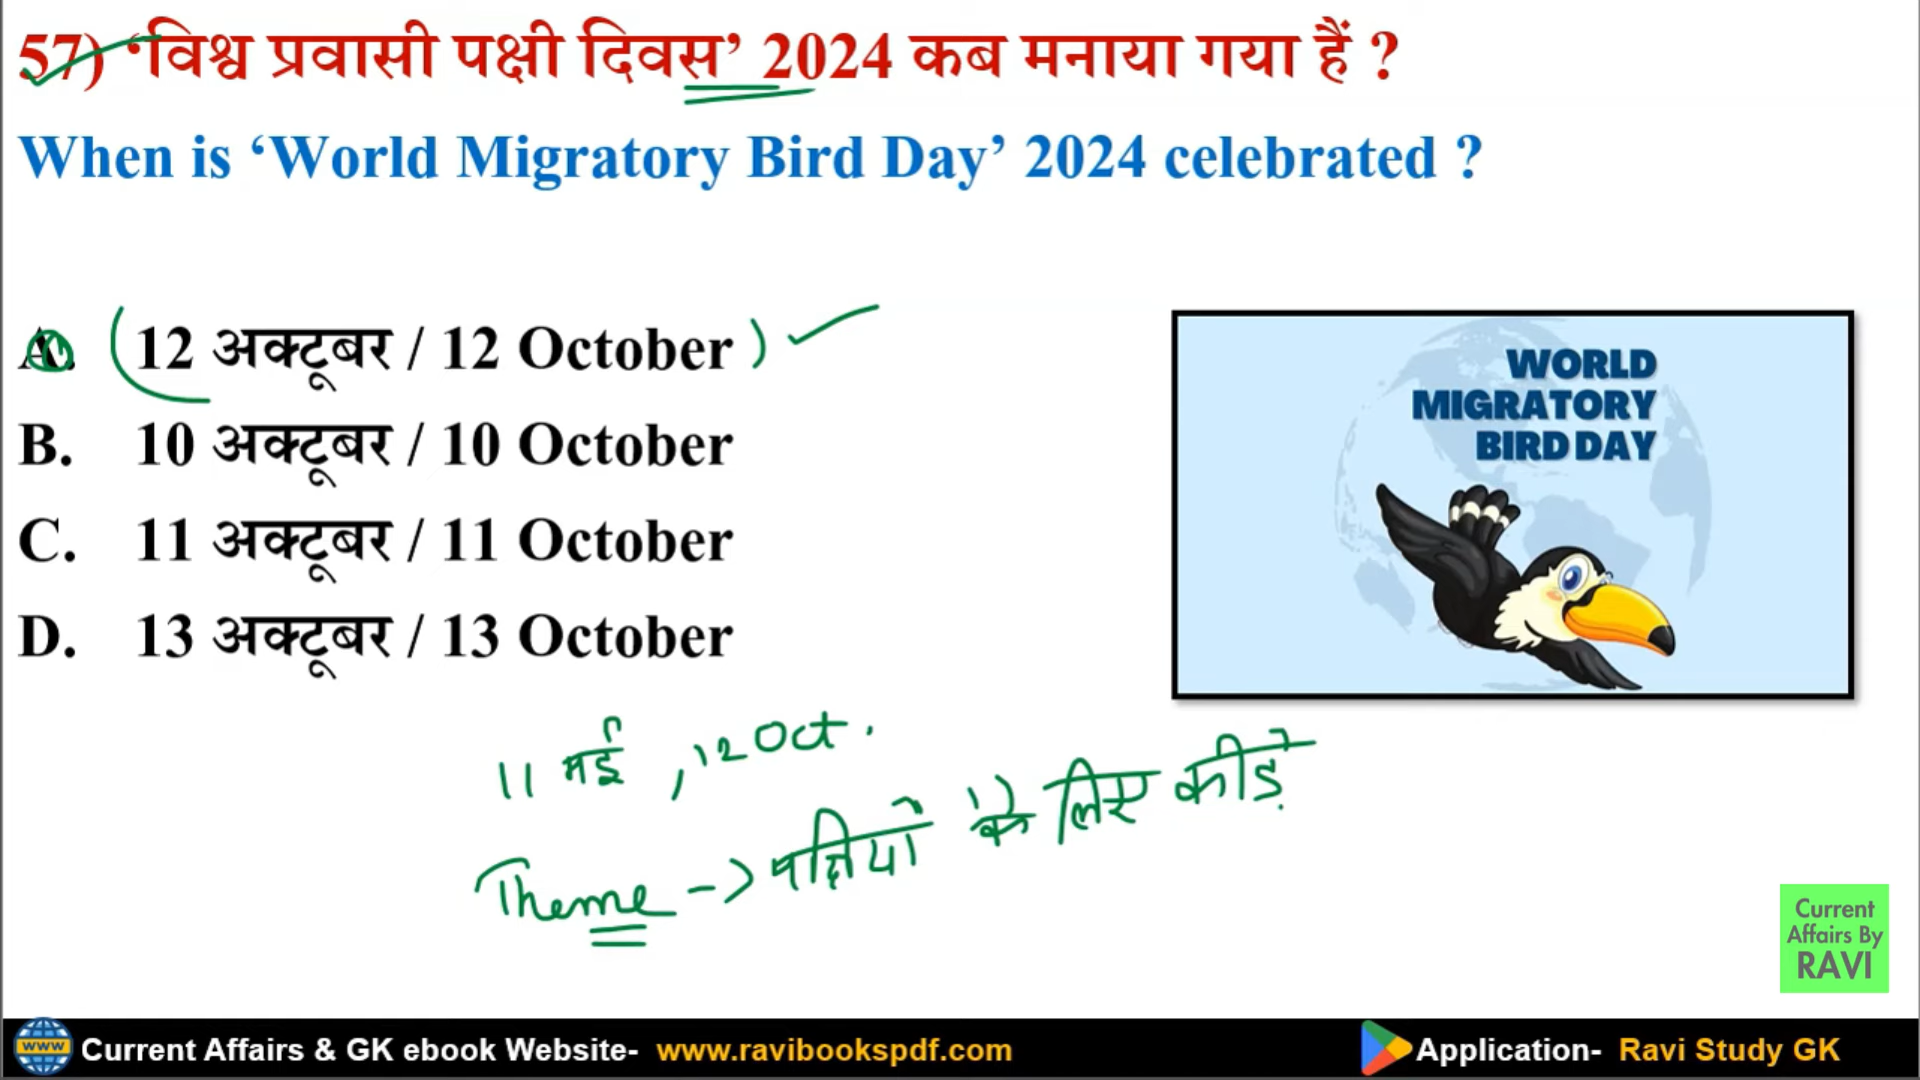 57) ‘विश्व प्रवासी पक्षी दिवस’ 2024 कब मनाया गया हैं ?
When is ‘World Migratory Bird Day’ 2024 celebrated ?
A. 12 अक्टूबर / 12 October
B. 10 अक्टूबर / 10 October
C. 11 अक्टूबर / 11 October
D. 13 अक्टूबर / 13 October
WORLD
MIGRATORY
BIRD DAY
11 मई , 12 Oct.
Theme -> पक्षियों के लिए कीड़े
Current
Affairs By
RAVI
www Current Affairs & GK ebook Website- www.ravibookspdf.com
Application- Ravi Study GK